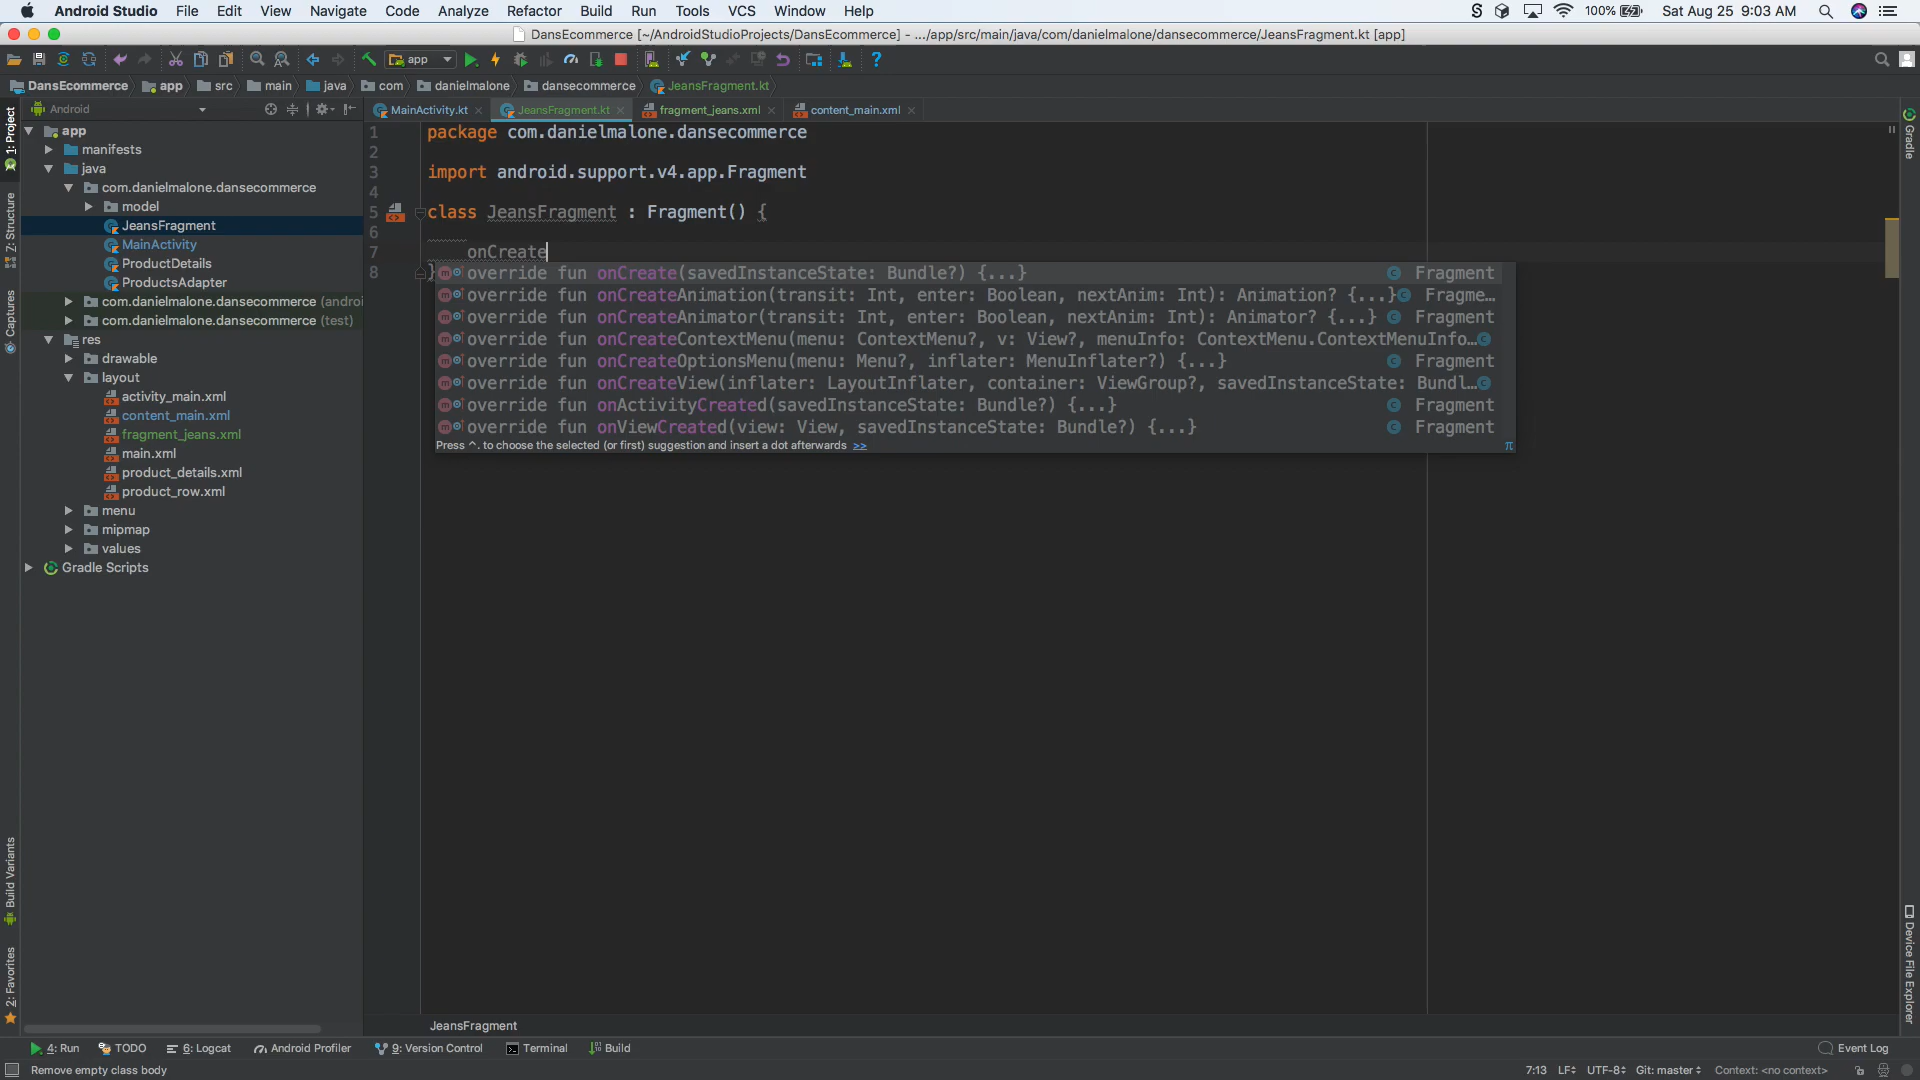 Android Studio File Edit View Navigate Code Analyze Refactor Build Run Tools VCS Window Help 100% Sat Aug 25 9:03 AM
DansEcommerce [~/AndroidStudioProjects/DansEcommerce] - .../app/src/main/java/com/danielmalone/dansecommerce/JeansFragment.kt [app]
app
DansEcommerce app src main java com danielmalone dansecommerce JeansFragment.kt
Android MainActivity.kt JeansFragment.kt fragment_jeans.xml content_main.xml
1: Project
Z: Structure
Captures
Build Variants
2: Favorites
app
manifests
java
com.danielmalone.dansecommerce
model
JeansFragment
MainActivity
ProductDetails
ProductsAdapter
com.danielmalone.dansecommerce (androi
com.danielmalone.dansecommerce (test)
res
drawable
layout
activity_main.xml
content_main.xml
fragment_jeans.xml
main.xml
product_details.xml
product_row.xml
menu
mipmap
values
Gradle Scripts
1 package com.danielmalone.dansecommerce
2
3 import android.support.v4.app.Fragment
4
5 class JeansFragment : Fragment() {
6
7 onCreate
8 }
override fun onCreate(savedInstanceState: Bundle?) {...} Fragment
override fun onCreateAnimation(transit: Int, enter: Boolean, nextAnim: Int): Animation? {...} Fragme...
override fun onCreateAnimator(transit: Int, enter: Boolean, nextAnim: Int): Animator? {...} Fragment
override fun onCreateContextMenu(menu: ContextMenu?, v: View?, menuInfo: ContextMenu.ContextMenuInfo...
override fun onCreateOptionsMenu(menu: Menu?, inflater: MenuInflater?) {...} Fragment
override fun onCreateView(inflater: LayoutInflater, container: ViewGroup?, savedInstanceState: Bundl...
override fun onActivityCreated(savedInstanceState: Bundle?) {...} Fragment
override fun onViewCreated(view: View, savedInstanceState: Bundle?) {...} Fragment
Press ^. to choose the selected (or first) suggestion and insert a dot afterwards >> π
Gradle
Device File Explorer
JeansFragment
4: Run TODO 6: Logcat Android Profiler 9: Version Control Terminal Build Event Log
Remove empty class body 7:13 LF UTF-8 Git: master Context: <no context>